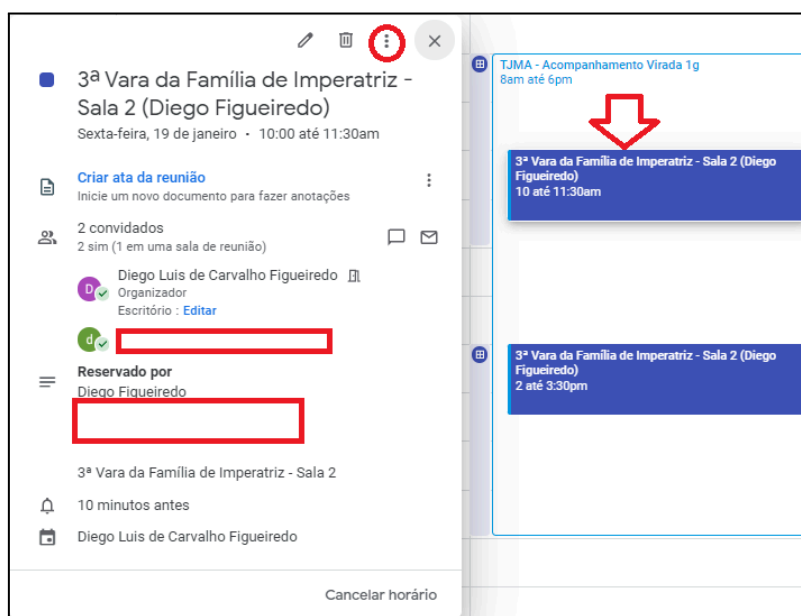 3ª Vara da Família de Imperatriz -
Sala 2 (Diego Figueiredo)
Sexta-feira, 19 de janeiro • 10:00 até 11:30am
Criar ata da reunião
Inicie um novo documento para fazer anotações
2 convidados
2 sim (1 em uma sala de reunião)
D
Diego Luis de Carvalho Figueiredo
Organizador
Escritório : Editar
d
Reservado por
Diego Figueiredo
3ª Vara da Família de Imperatriz - Sala 2
10 minutos antes
Diego Luis de Carvalho Figueiredo
Cancelar horário
TJMA - Acompanhamento Virada 1g
8am até 6pm
3ª Vara da Família de Imperatriz - Sala 2 (Diego
Figueiredo)
10 até 11:30am
3ª Vara da Família de Imperatriz - Sala 2 (Diego
Figueiredo)
2 até 3:30pm